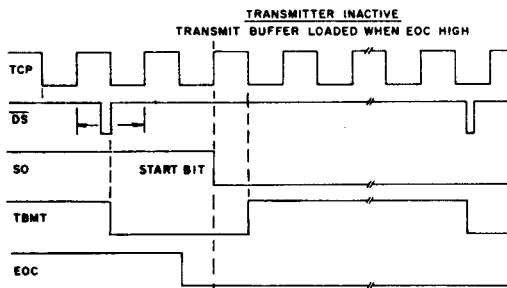 TRANSMITTER INACTIVE
TRANSMIT BUFFER LOADED WHEN EOC HIGH
TCP
DS
SO
START BIT
TBMT
EOC